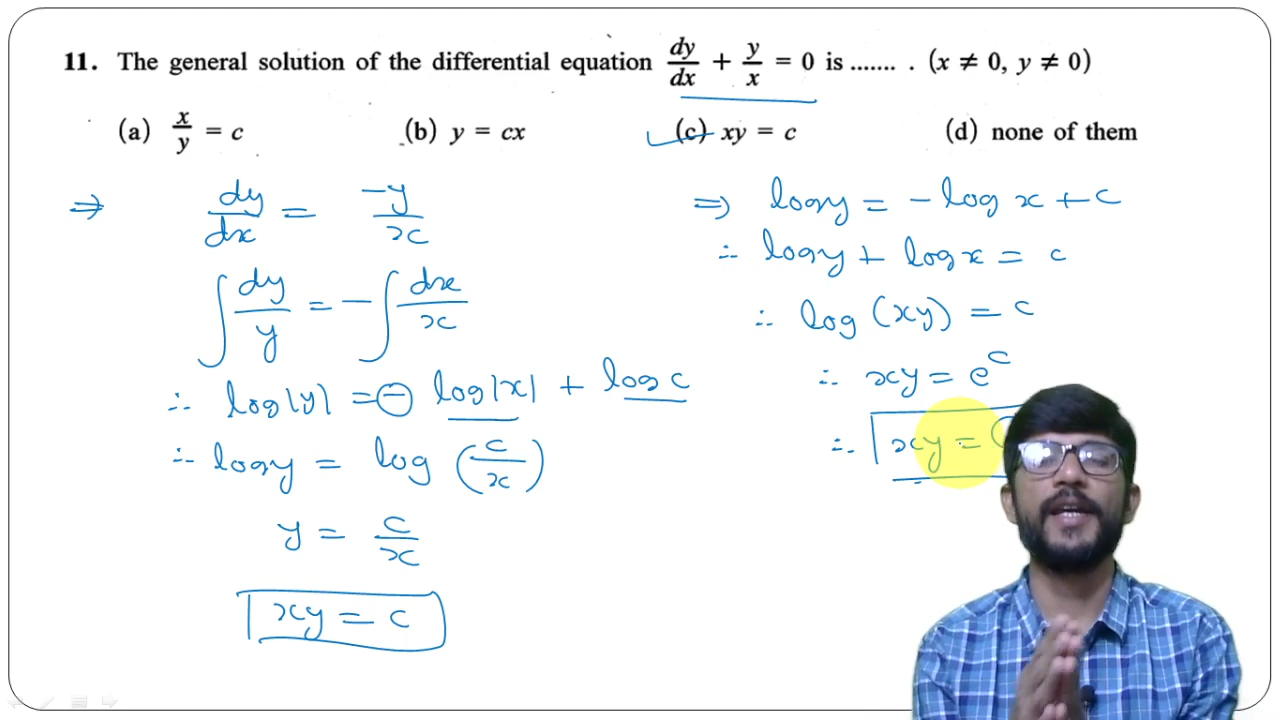 11. The general solution of the differential equation dy/dx + y/x = 0 is ....... . (x ≠ 0, y ≠ 0)
(a) x/y = c (b) y = cx (c) xy = c (d) none of them
⇒ dy/dx = -y/x
∫ dy/y = - ∫ dx/x
∴ log|y| = - log|x| + log c
∴ log y = log (c/x)
y = c/x
xy = c
⇒ log y = - log x + c
∴ log y + log x = c
∴ log (xy) = c
∴ xy = e^c
∴ xy =